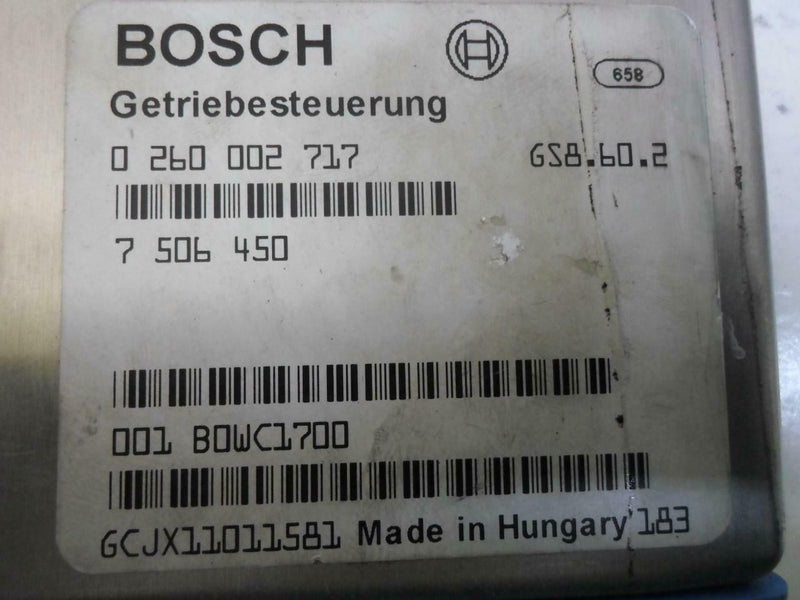 BOSCH
658
Getriebesteuerung
0 260 002 717 GS8.60.2
7 506 450
001 B0WC1700
GCJX11011581 Made in Hungary 183